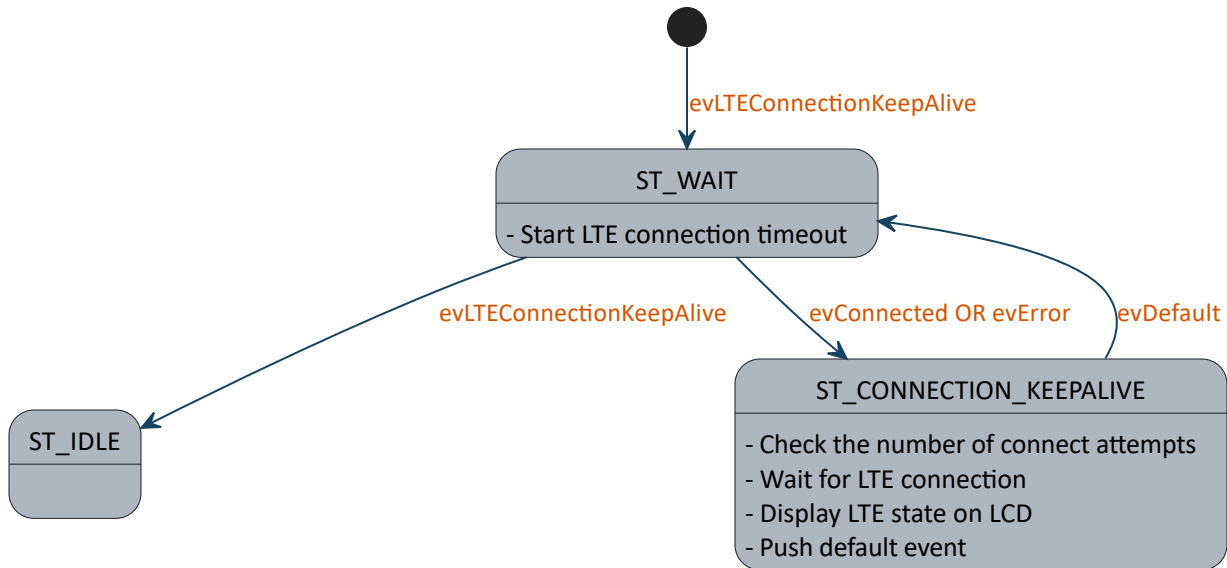 evLTEConnectionKeepAlive
ST_WAIT
- Start LTE connection timeout
evLTEConnectionKeepAlive
evConnected OR evError
evDefault
ST_IDLE
ST_CONNECTION_KEEPALIVE
- Check the number of connect attempts
- Wait for LTE connection
- Display LTE state on LCD
- Push default event